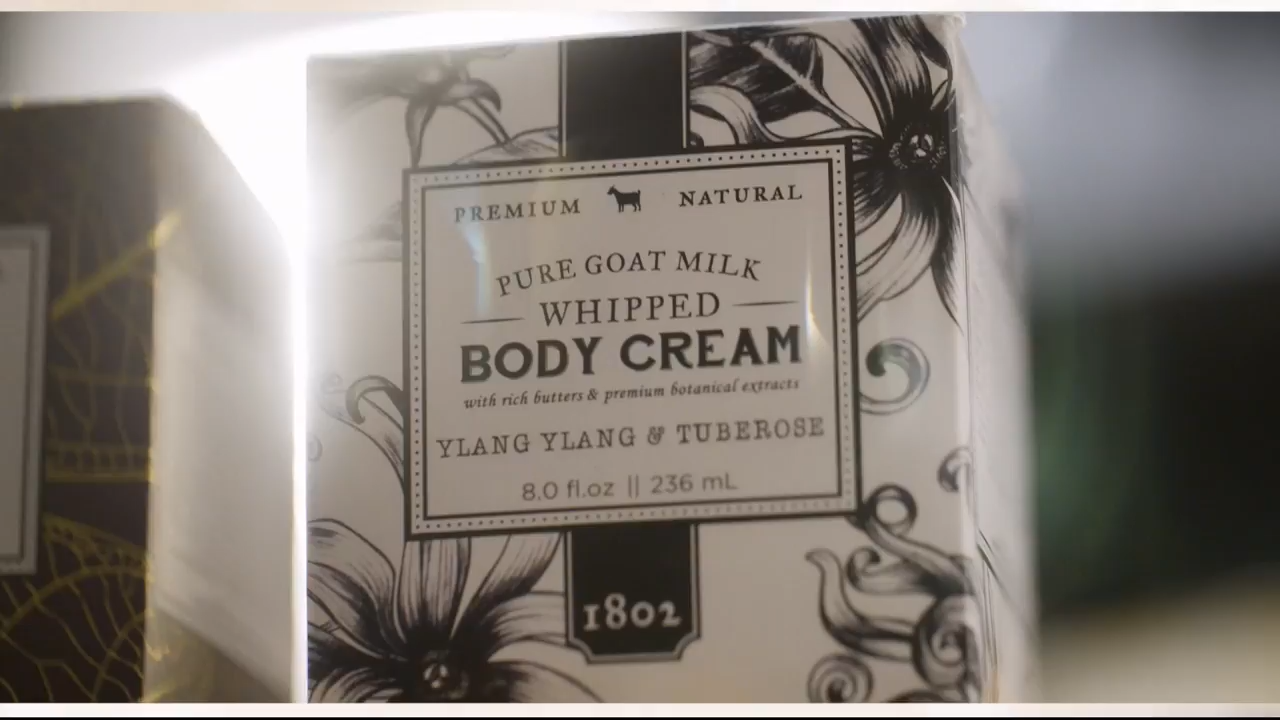 PREMIUM NATURAL
PURE GOAT MILK
WHIPPED
BODY CREAM
with rich butters & premium botanical extracts
YLANG YLANG & TUBEROSE
8.0 fl.oz || 236 mL
1802